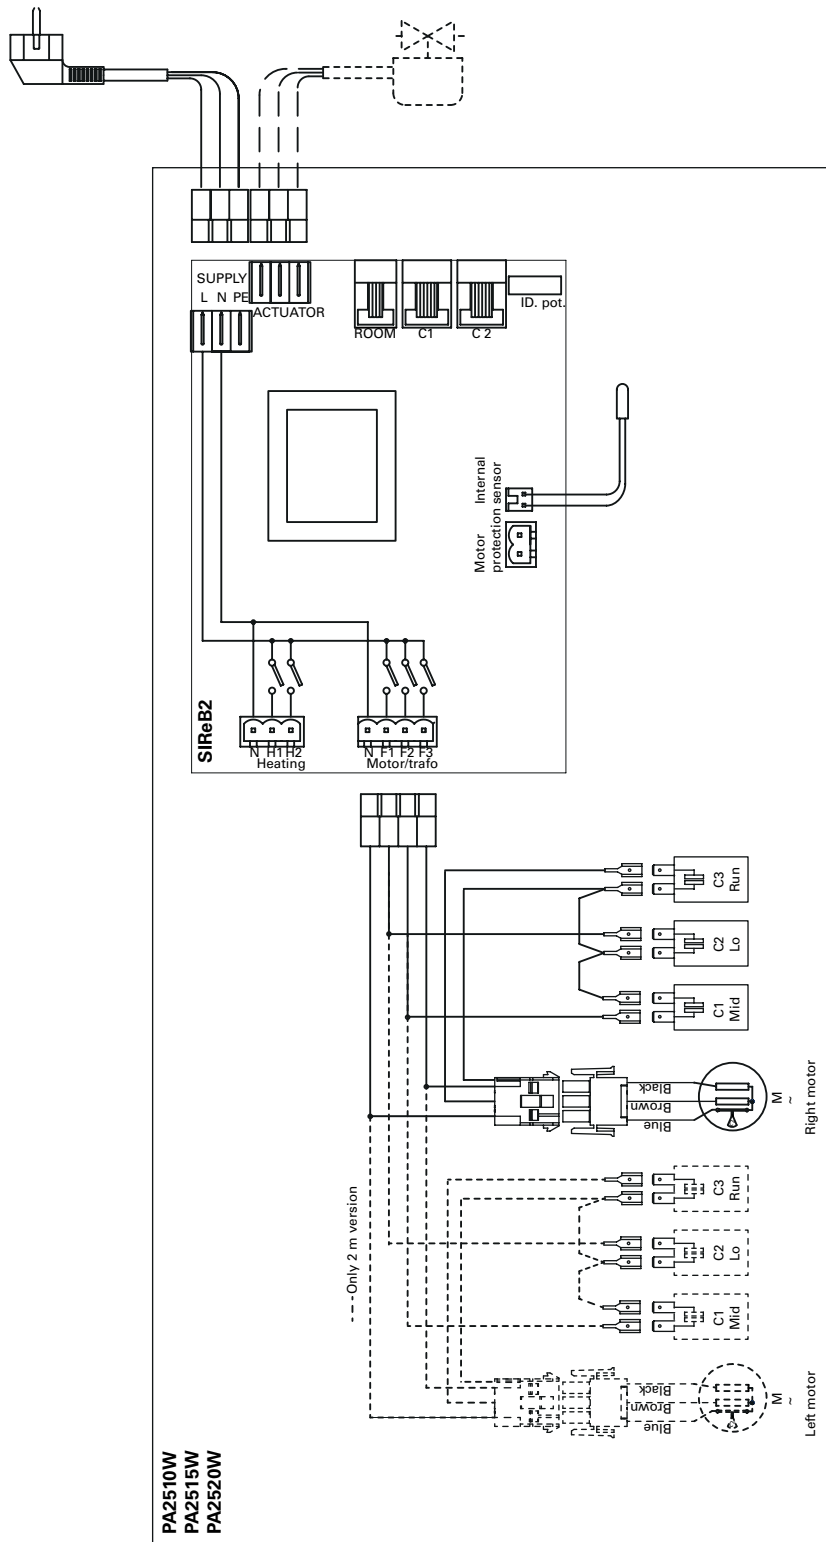 SUPPLY
L N PE
ACTUATOR
ROOM
C1
C 2
ID. pot.
Internal
sensor
Motor
protection
SIReB2
N H1 H2
Heating
N F1 F2 F3
Motor/trafo
C3
Run
C2
Lo
C1
Mid
Black
Brown
Blue
M
~
Right motor
----Only 2 m version
C3
Run
C2
Lo
C1
Mid
Black
Brown
Blue
M
~
Left motor
PA2510W
PA2515W
PA2520W